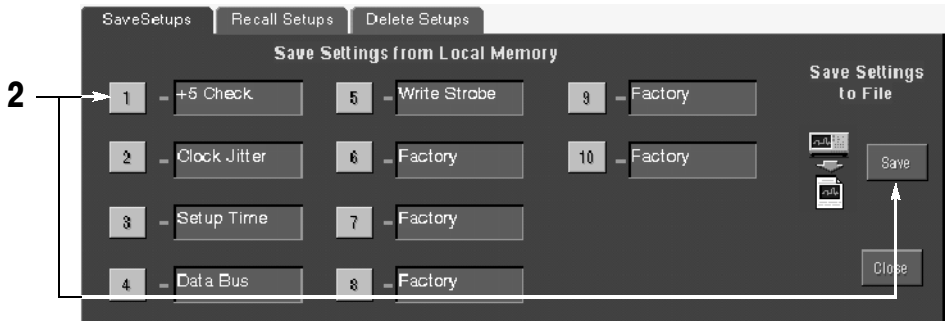 SaveSetups Recall Setups Delete Setups
Save Settings from Local Memory
Save Settings
to File
2
1 - +5 Check
5 - Write Strobe
9 - Factory
2 - Clock Jitter
6 - Factory
10 - Factory
Save
3 - Setup Time
7 - Factory
4 - Data Bus
8 - Factory
Close